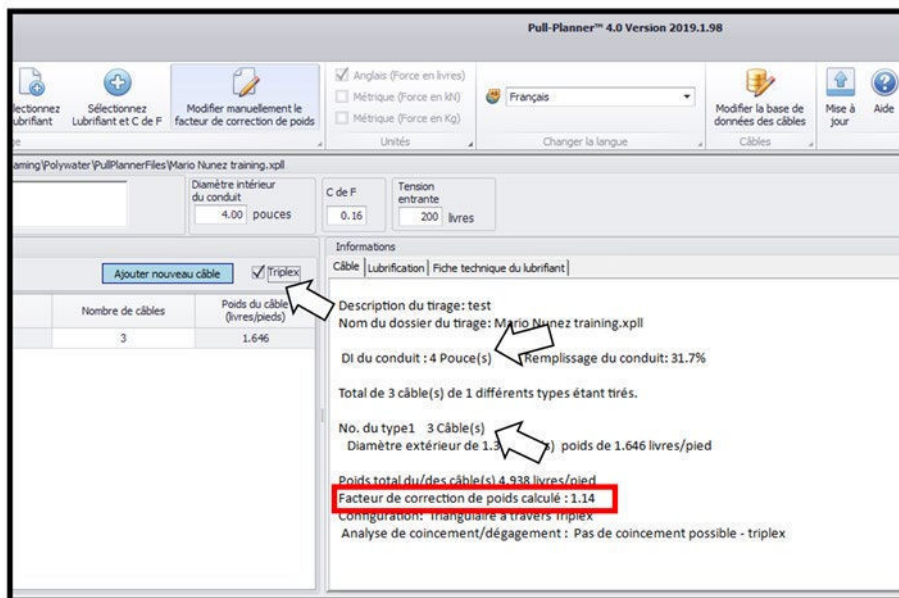 Pull-Planner™ 4.0 Version 2019.1.98
Sélectionnez
Lubrifiant et C de F
Modifier manuellement le
facteur de correction de poids
Anglais (Force en livres)
Métrique (Force en kN)
Métrique (Force en Kg)
Unités
Français
Changer la langue
Modifier la base de
données des câbles
Câbles
Mise à
jour
Aide
aming\Polywater\PullPlannerFiles\Mario Nunez training.xpll
Diamètre intérieur
du conduit
4.00 pouces
C de F
0.16
Tension
entrante
200 livres
Ajouter nouveau câble
Triplex
Nombre de câbles
Poids du câble
(livres/pieds)
3
1.646
Informations
Câble Lubrification Fiche technique du lubrifiant
Description du tirage: test
Nom du dossier du tirage: Mario Nunez training.xpll
DI du conduit : 4 Pouce(s) Remplissage du conduit: 31.7%
Total de 3 câble(s) de 1 différents types étant tirés.
No. du type1 3 Câble(s)
Diamètre extérieur de poids de 1.646 livres/pied
Poids total du/des câble(s) 4.938 livres/pied
Facteur de correction de poids calculé : 1.14
Configuration: Triangulaire à travers Triplex
Analyse de coincement/dégagement : Pas de coincement possible - triplex